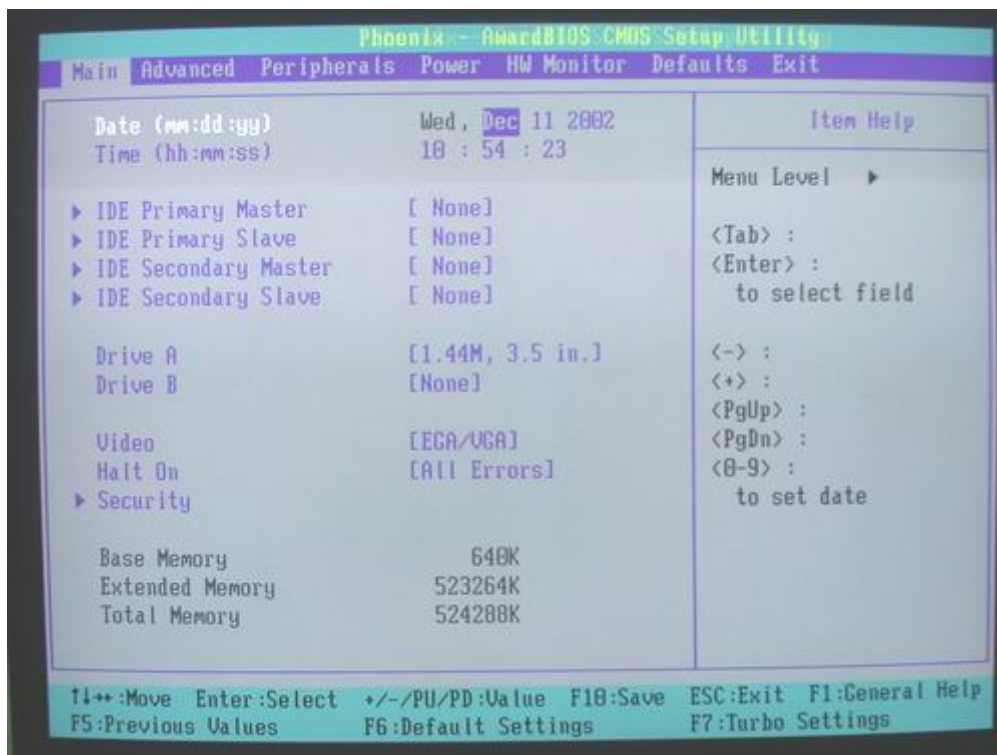 Phoenix - AwardBIOS CMOS Setup Utility
Main Advanced Peripherals Power HW Monitor Defaults Exit
Date (mm:dd:yy) Wed, Dec 11 2002
Time (hh:mm:ss) 10 : 54 : 23
IDE Primary Master [ None]
IDE Primary Slave [ None]
IDE Secondary Master [ None]
IDE Secondary Slave [ None]
Drive A [1.44M, 3.5 in.]
Drive B [None]
Video [EGA/VGA]
Halt On [All Errors]
Security
Base Memory 640K
Extended Memory 523264K
Total Memory 524288K
Item Help
Menu Level
<Tab> :
<Enter> :
to select field
<-> :
<+> :
<PgUp> :
<PgDn> :
<0-9> :
to set date
↑↓←→:Move Enter:Select +/-/PU/PD:Value F10:Save ESC:Exit F1:General Help
F5:Previous Values F6:Default Settings F7:Turbo Settings